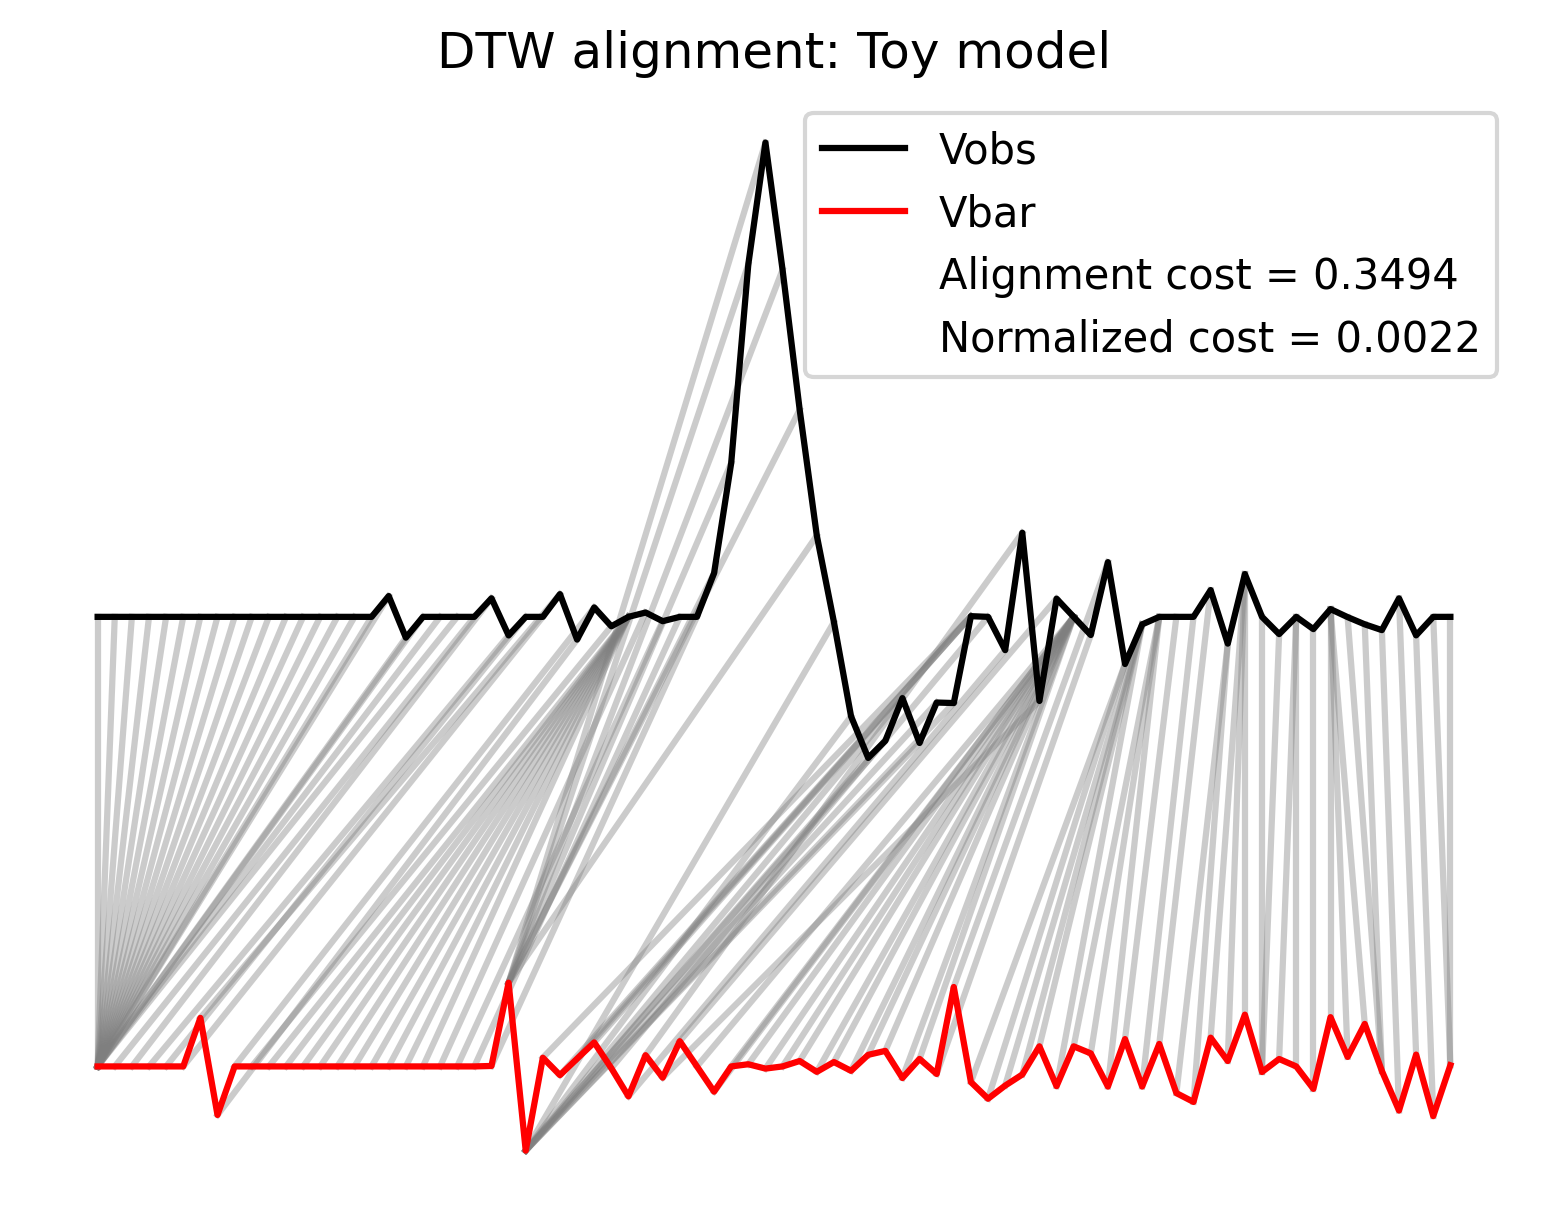 DTW alignment: Toy model
Vobs
Vbar
Alignment cost = 0.3494
Normalized cost = 0.0022